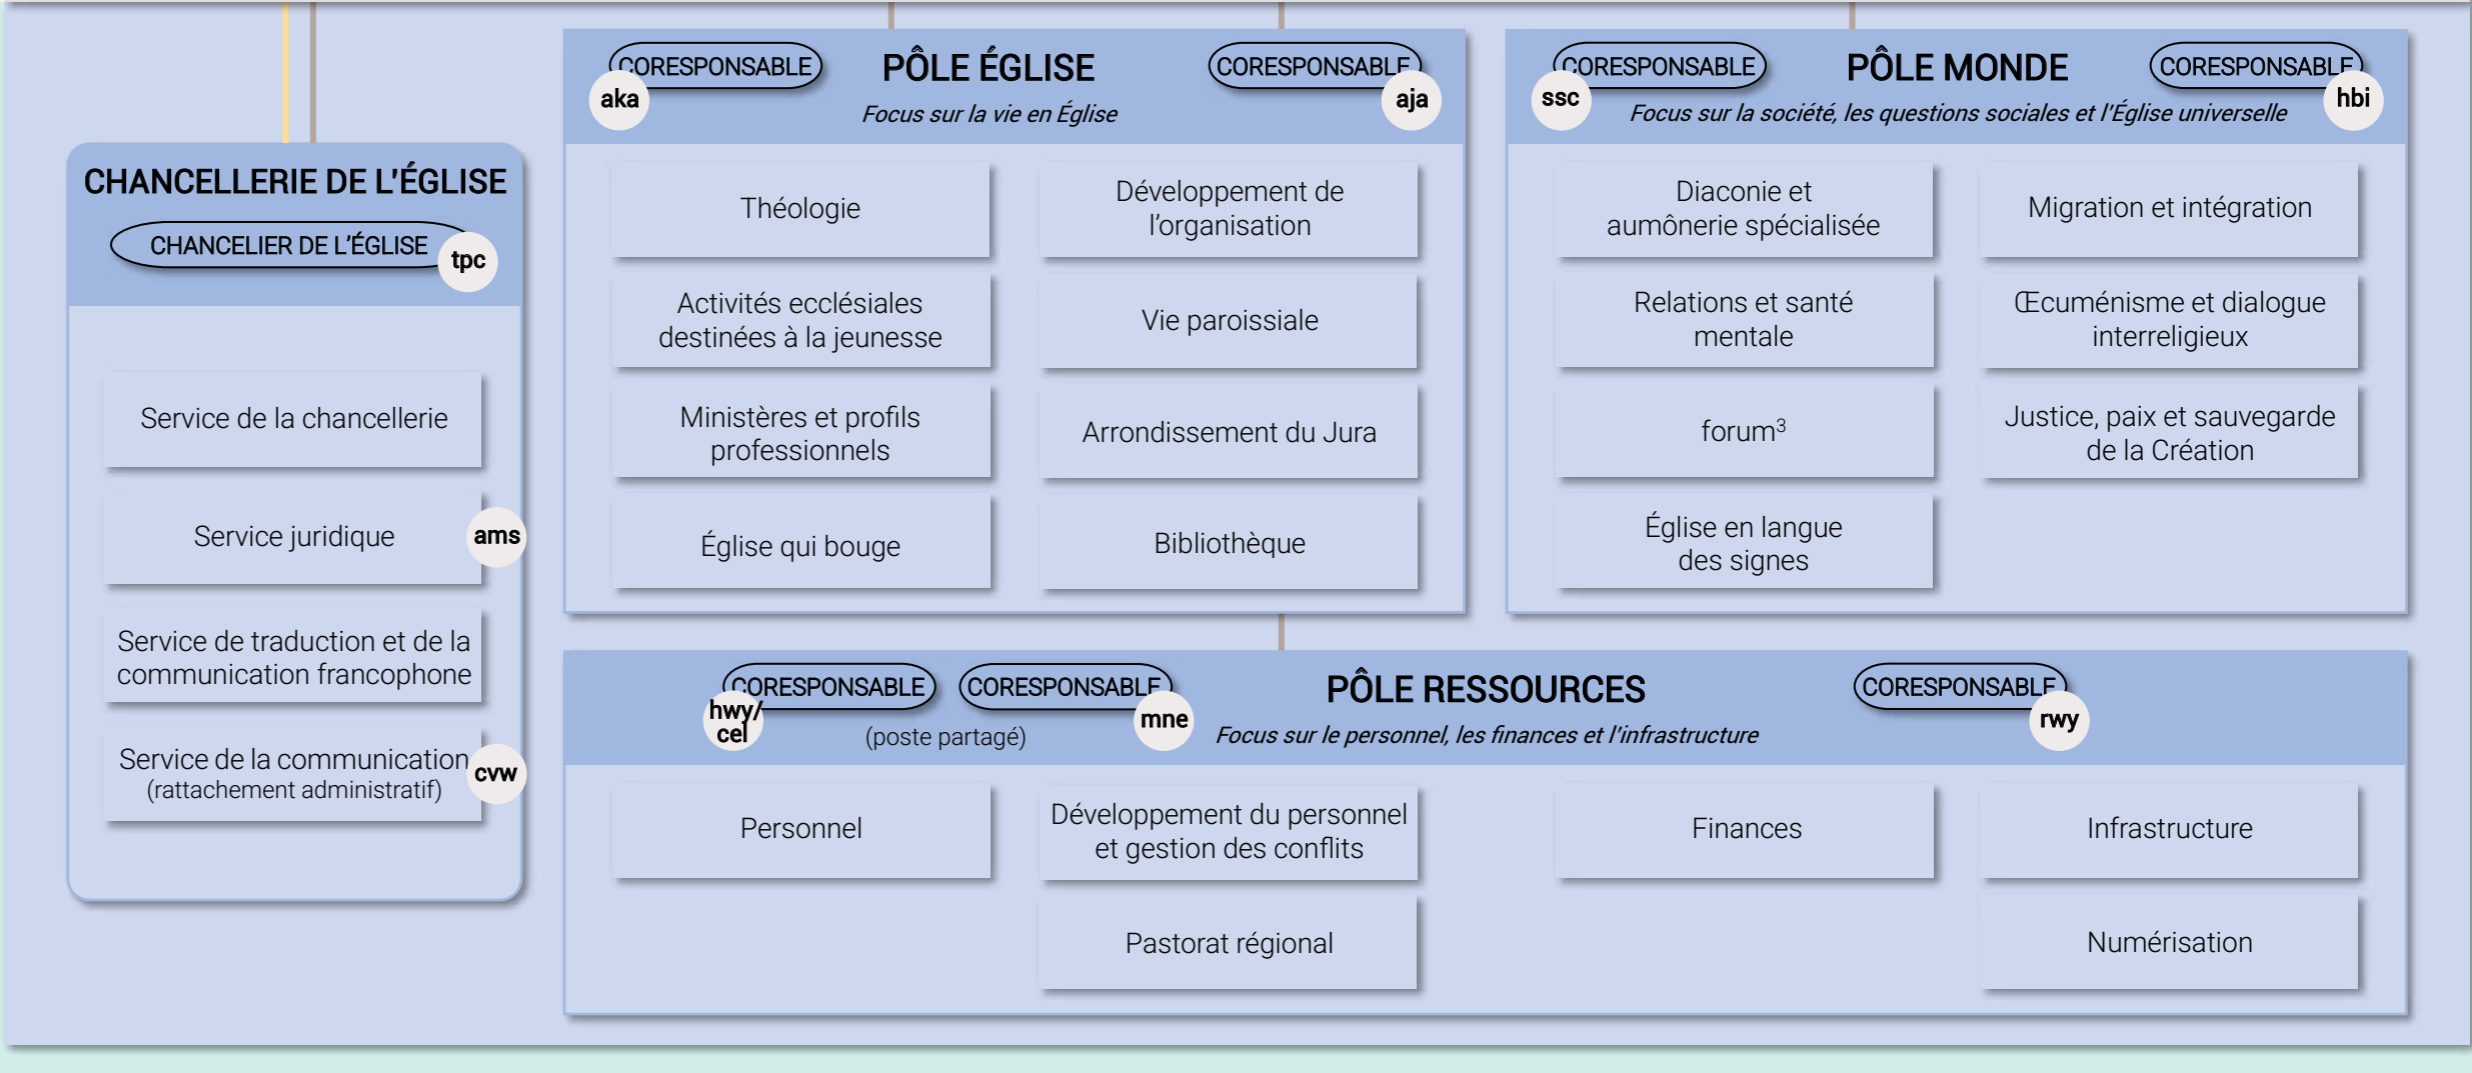 CHANCELLERIE DE L'ÉGLISE
CHANCELIER DE L'ÉGLISE
tpc
Service de la chancellerie
Service juridique
ams
Service de traduction et de la
communication francophone
Service de la communication
(rattachement administratif)
cvw
CORESPONSABLE
aka
PÔLE ÉGLISE
Focus sur la vie en Église
CORESPONSABLE
aja
Théologie
Développement de
l'organisation
Activités ecclésiales
destinées à la jeunesse
Vie paroissiale
Ministères et profils
professionnels
Arrondissement du Jura
Église qui bouge
Bibliothèque
CORESPONSABLE
ssc
PÔLE MONDE
Focus sur la société, les questions sociales et l'Église universelle
CORESPONSABLE
hbi
Diaconie et
aumônerie spécialisée
Migration et intégration
Relations et santé
mentale
Œcuménisme et dialogue
interreligieux
forum³
Justice, paix et sauvegarde
de la Création
Église en langue
des signes
CORESPONSABLE
hwy/
cel
(poste partagé)
CORESPONSABLE
mne
PÔLE RESSOURCES
Focus sur le personnel, les finances et l'infrastructure
CORESPONSABLE
rwy
Personnel
Développement du personnel
et gestion des conflits
Finances
Infrastructure
Pastorat régional
Numérisation